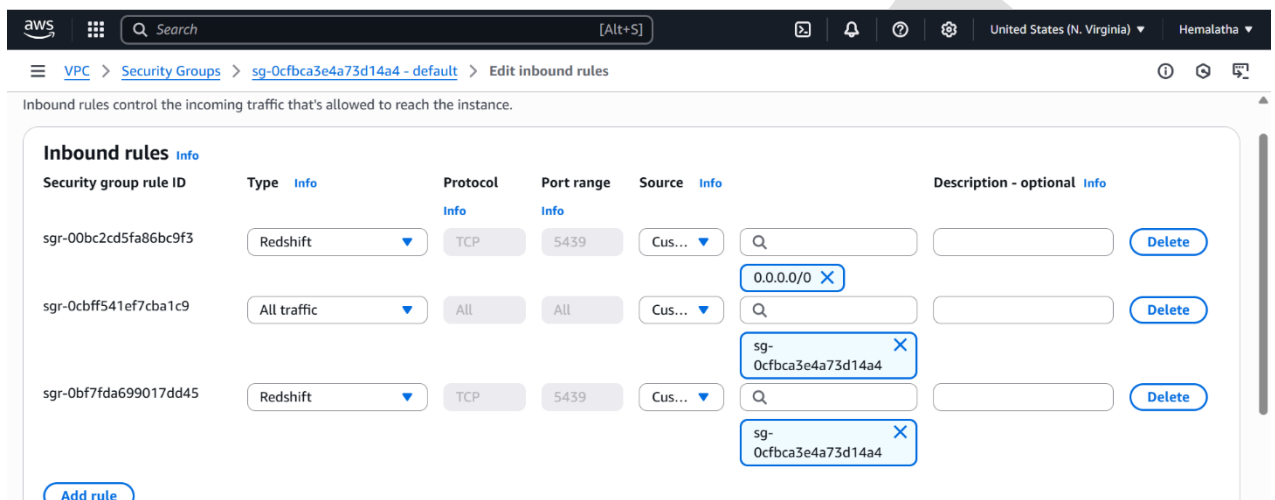 aws Search [Alt+S] United States (N. Virginia) Hemalatha
VPC > Security Groups > sg-0cfbca3e4a73d14a4 - default > Edit inbound rules
Inbound rules control the incoming traffic that's allowed to reach the instance.
Inbound rules Info
Security group rule ID Type Info Protocol Port range Source Info Description - optional Info
Info Info
sgr-00bc2cd5fa86bc9f3 Redshift TCP 5439 Cus... Delete
0.0.0.0/0
sgr-0cbff541ef7cba1c9 All traffic All All Cus... Delete
sg-
0cfbca3e4a73d14a4
sgr-0bf7fda699017dd45 Redshift TCP 5439 Cus... Delete
sg-
0cfbca3e4a73d14a4
Add rule